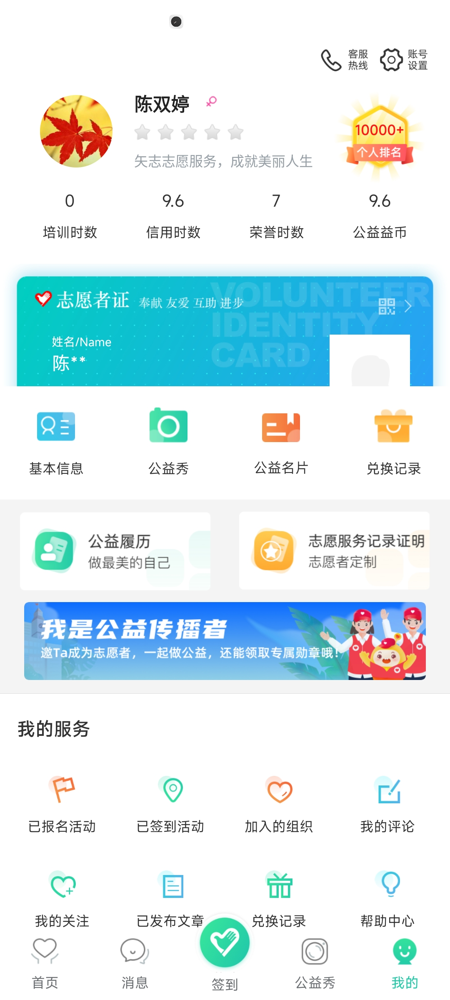 客服
热线
账号
设置
陈双婷
10000+
个人排名
矢志志愿服务，成就美丽人生
0
9.6
7
9.6
培训时数
信用时数
荣誉时数
公益益币
志愿者证 奉献 友爱 互助 进步
VOLUNTEER
IDENTITY
CARD
姓名/Name
陈**
基本信息
公益秀
公益名片
兑换记录
公益履历
做最美的自己
志愿服务记录证明
志愿者定制
我是公益传播者
邀Ta成为志愿者，一起做公益，还能领取专属勋章哦！
我的服务
已报名活动
已签到活动
加入的组织
我的评论
我的关注
已发布文章
兑换记录
帮助中心
首页
消息
签到
公益秀
我的